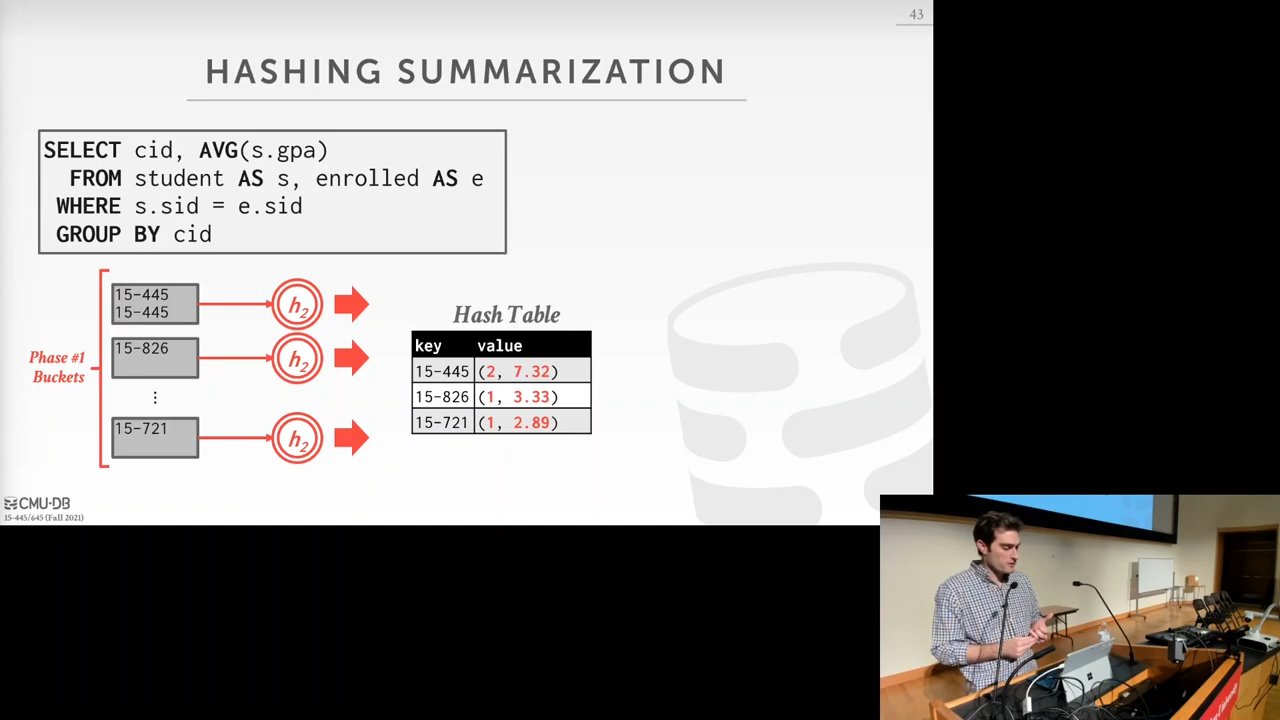 43
HASHING SUMMARIZATION
SELECT cid, AVG(s.gpa)
FROM student AS s, enrolled AS e
WHERE s.sid = e.sid
GROUP BY cid
Phase #1
Buckets
15-445
15-445
h2
15-826
h2
⋮
15-721
h2
Hash Table
key value
15-445 (2, 7.32)
15-826 (1, 3.33)
15-721 (1, 2.89)
CMU·DB
15-445/645 (Fall 2021)